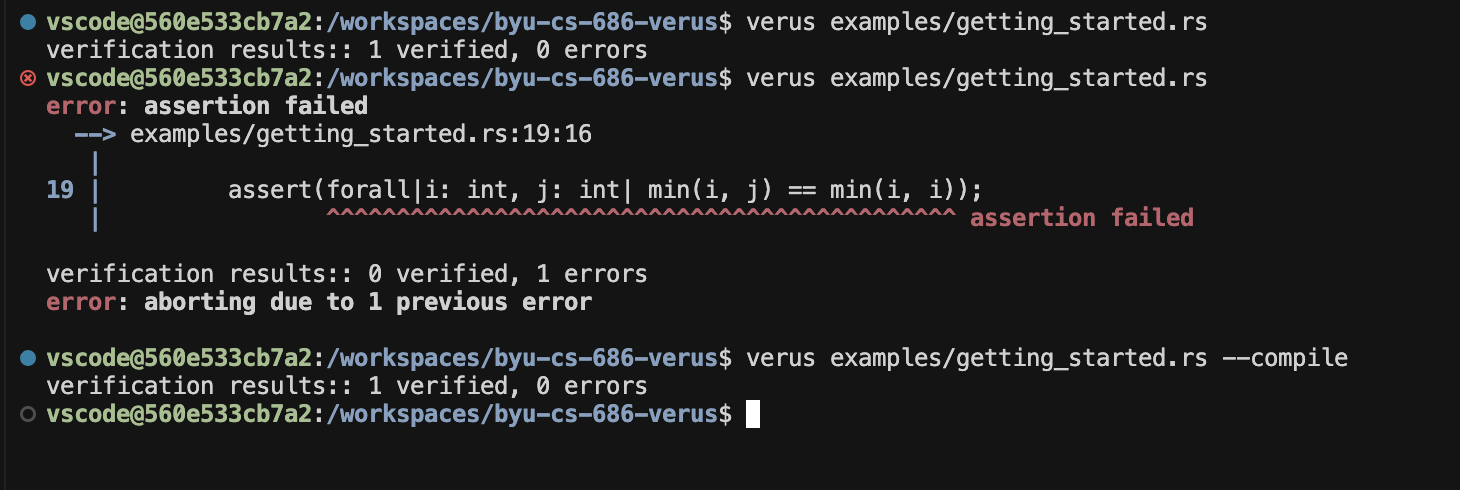 vscode@560e533cb7a2:/workspaces/byu-cs-686-verus$ verus examples/getting_started.rs
verification results:: 1 verified, 0 errors
vscode@560e533cb7a2:/workspaces/byu-cs-686-verus$ verus examples/getting_started.rs
error: assertion failed
  --> examples/getting_started.rs:19:16
   |
19 |         assert(forall|i: int, j: int| min(i, j) == min(i, i));
   |                ^^^^^^^^^^^^^^^^^^^^^^^^^^^^^^^^^^^^^^^^^^^^^ assertion failed
verification results:: 0 verified, 1 errors
error: aborting due to 1 previous error
vscode@560e533cb7a2:/workspaces/byu-cs-686-verus$ verus examples/getting_started.rs --compile
verification results:: 1 verified, 0 errors
vscode@560e533cb7a2:/workspaces/byu-cs-686-verus$